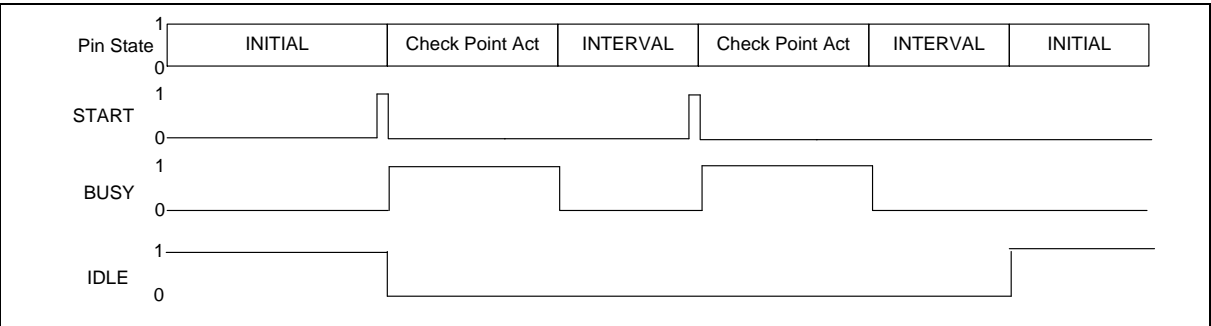 1
Pin State INITIAL Check Point Act INTERVAL Check Point Act INTERVAL INITIAL
0
1
START
0
1
BUSY
0
1
IDLE
0